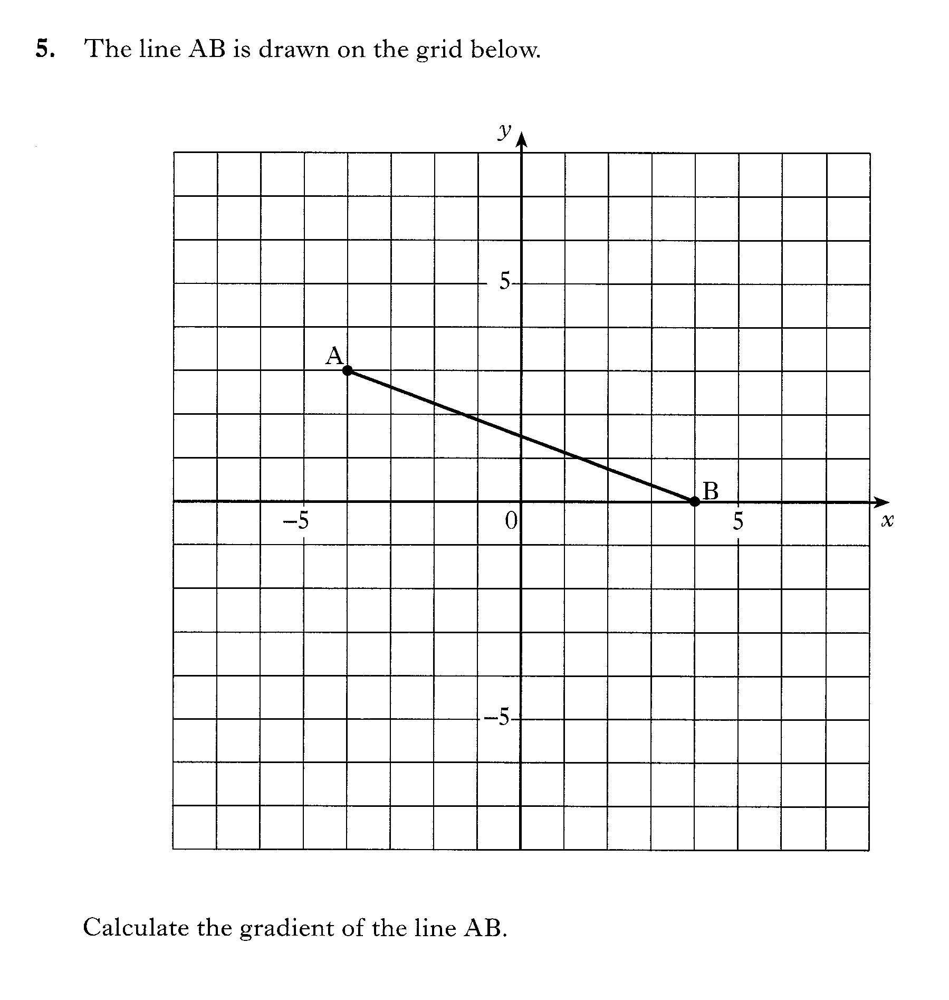 5. The line AB is drawn on the grid below.
y
5
A
B
–5 0 5 x
–5
Calculate the gradient of the line AB.